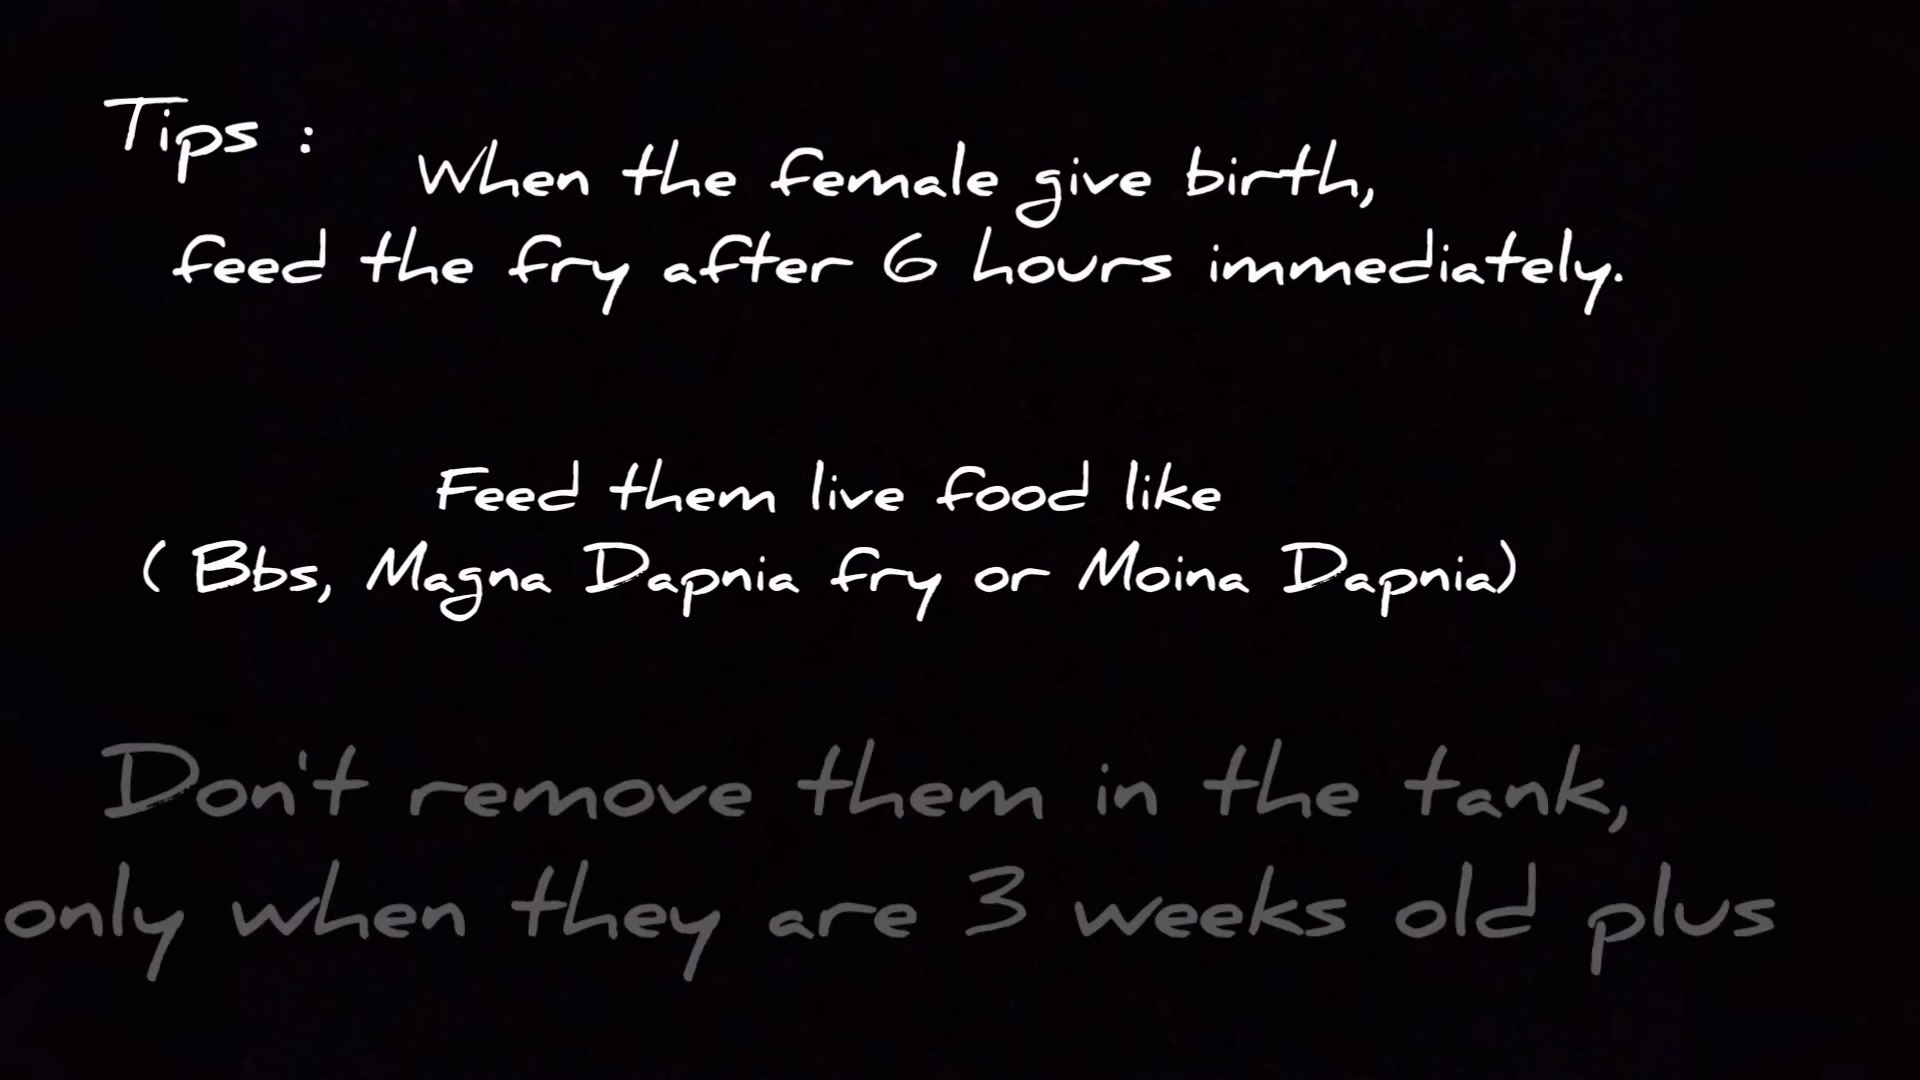 Tips :
When the female give birth,
feed the fry after 6 hours immediately.
Feed them live food like
( Bbs, Magna Dapnia fry or Moina Dapnia)
Don't remove them in the tank,
only when they are 3 weeks old plus